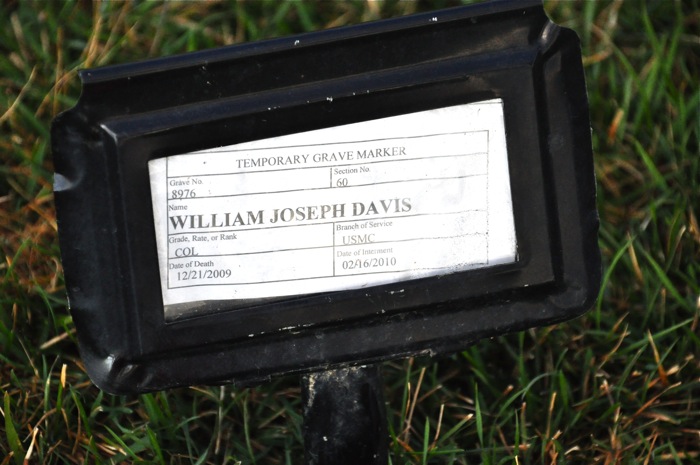 TEMPORARY GRAVE MARKER
Grave No. Section No.
8976 60
Name
WILLIAM JOSEPH DAVIS
Grade, Rate, or Rank Branch of Service
COL USMC
Date of Death Date of Interment
12/21/2009 02/16/2010